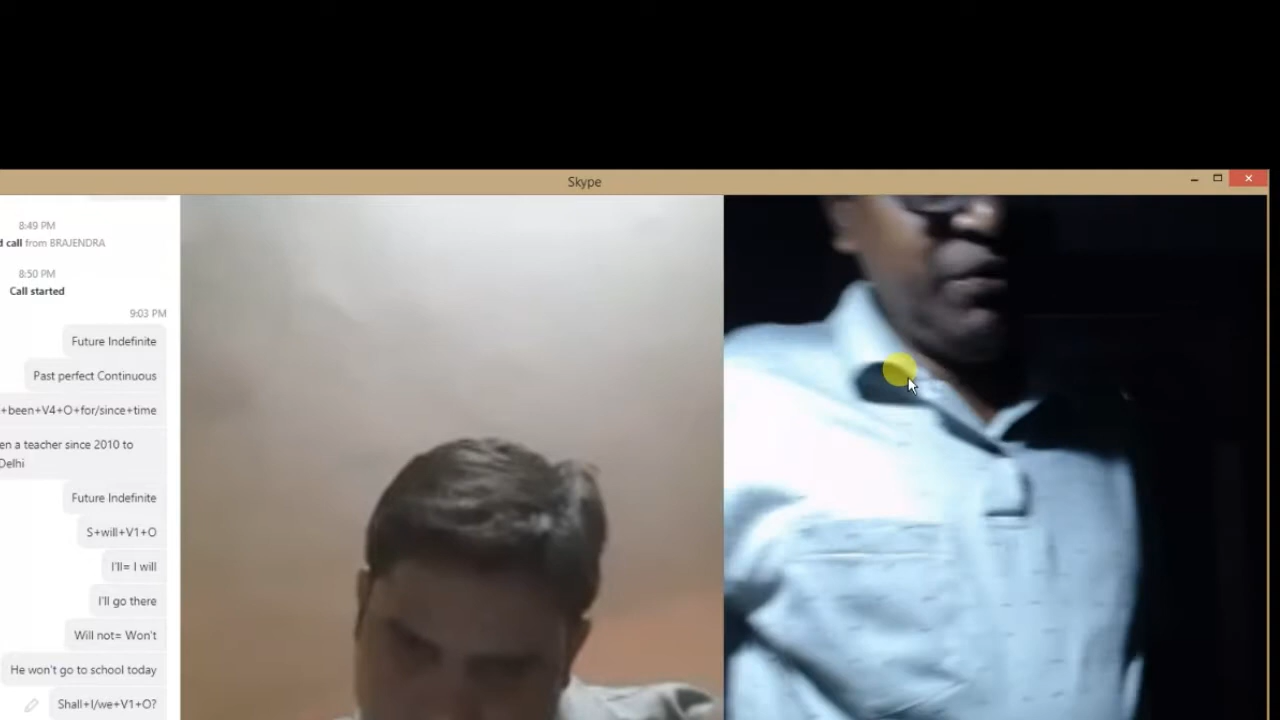 Skype
8:49 PM
d call from BRAJENDRA
8:50 PM
Call started
9:03 PM
Future Indefinite
Past perfect Continuous
+been+V4+O+for/since+time
en a teacher since 2010 to
Delhi
Future Indefinite
S+will+V1+O
I'll= I will
I'll go there
Will not= Won't
He won't go to school today
Shall+I/we+V1+O?